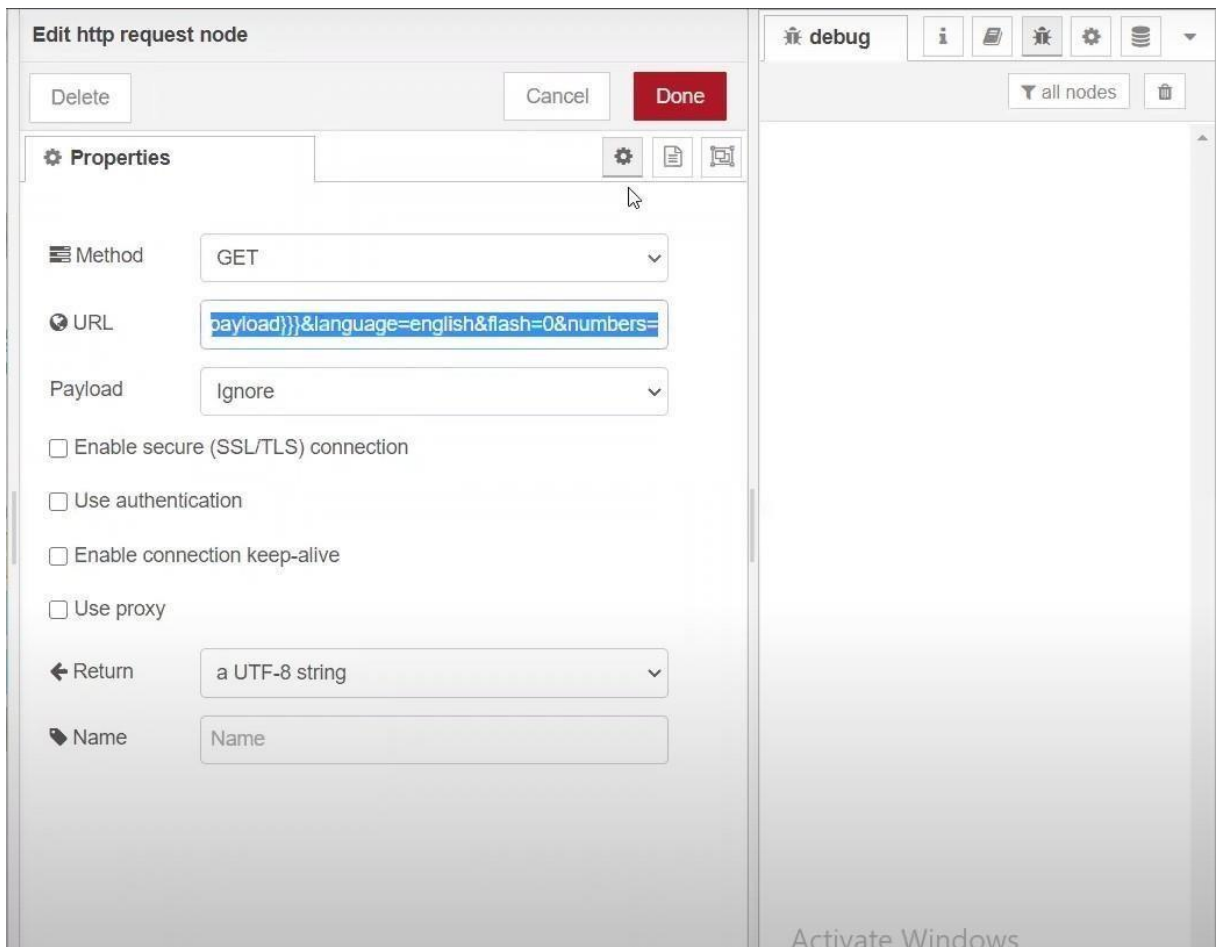 Edit http request node
debug
all nodes
Delete
Cancel
Done
Properties
Method
GET
URL
payload}}}&language=english&flash=0&numbers=
Payload
Ignore
Enable secure (SSL/TLS) connection
Use authentication
Enable connection keep-alive
Use proxy
Return
a UTF-8 string
Name
Name
Activate Windows